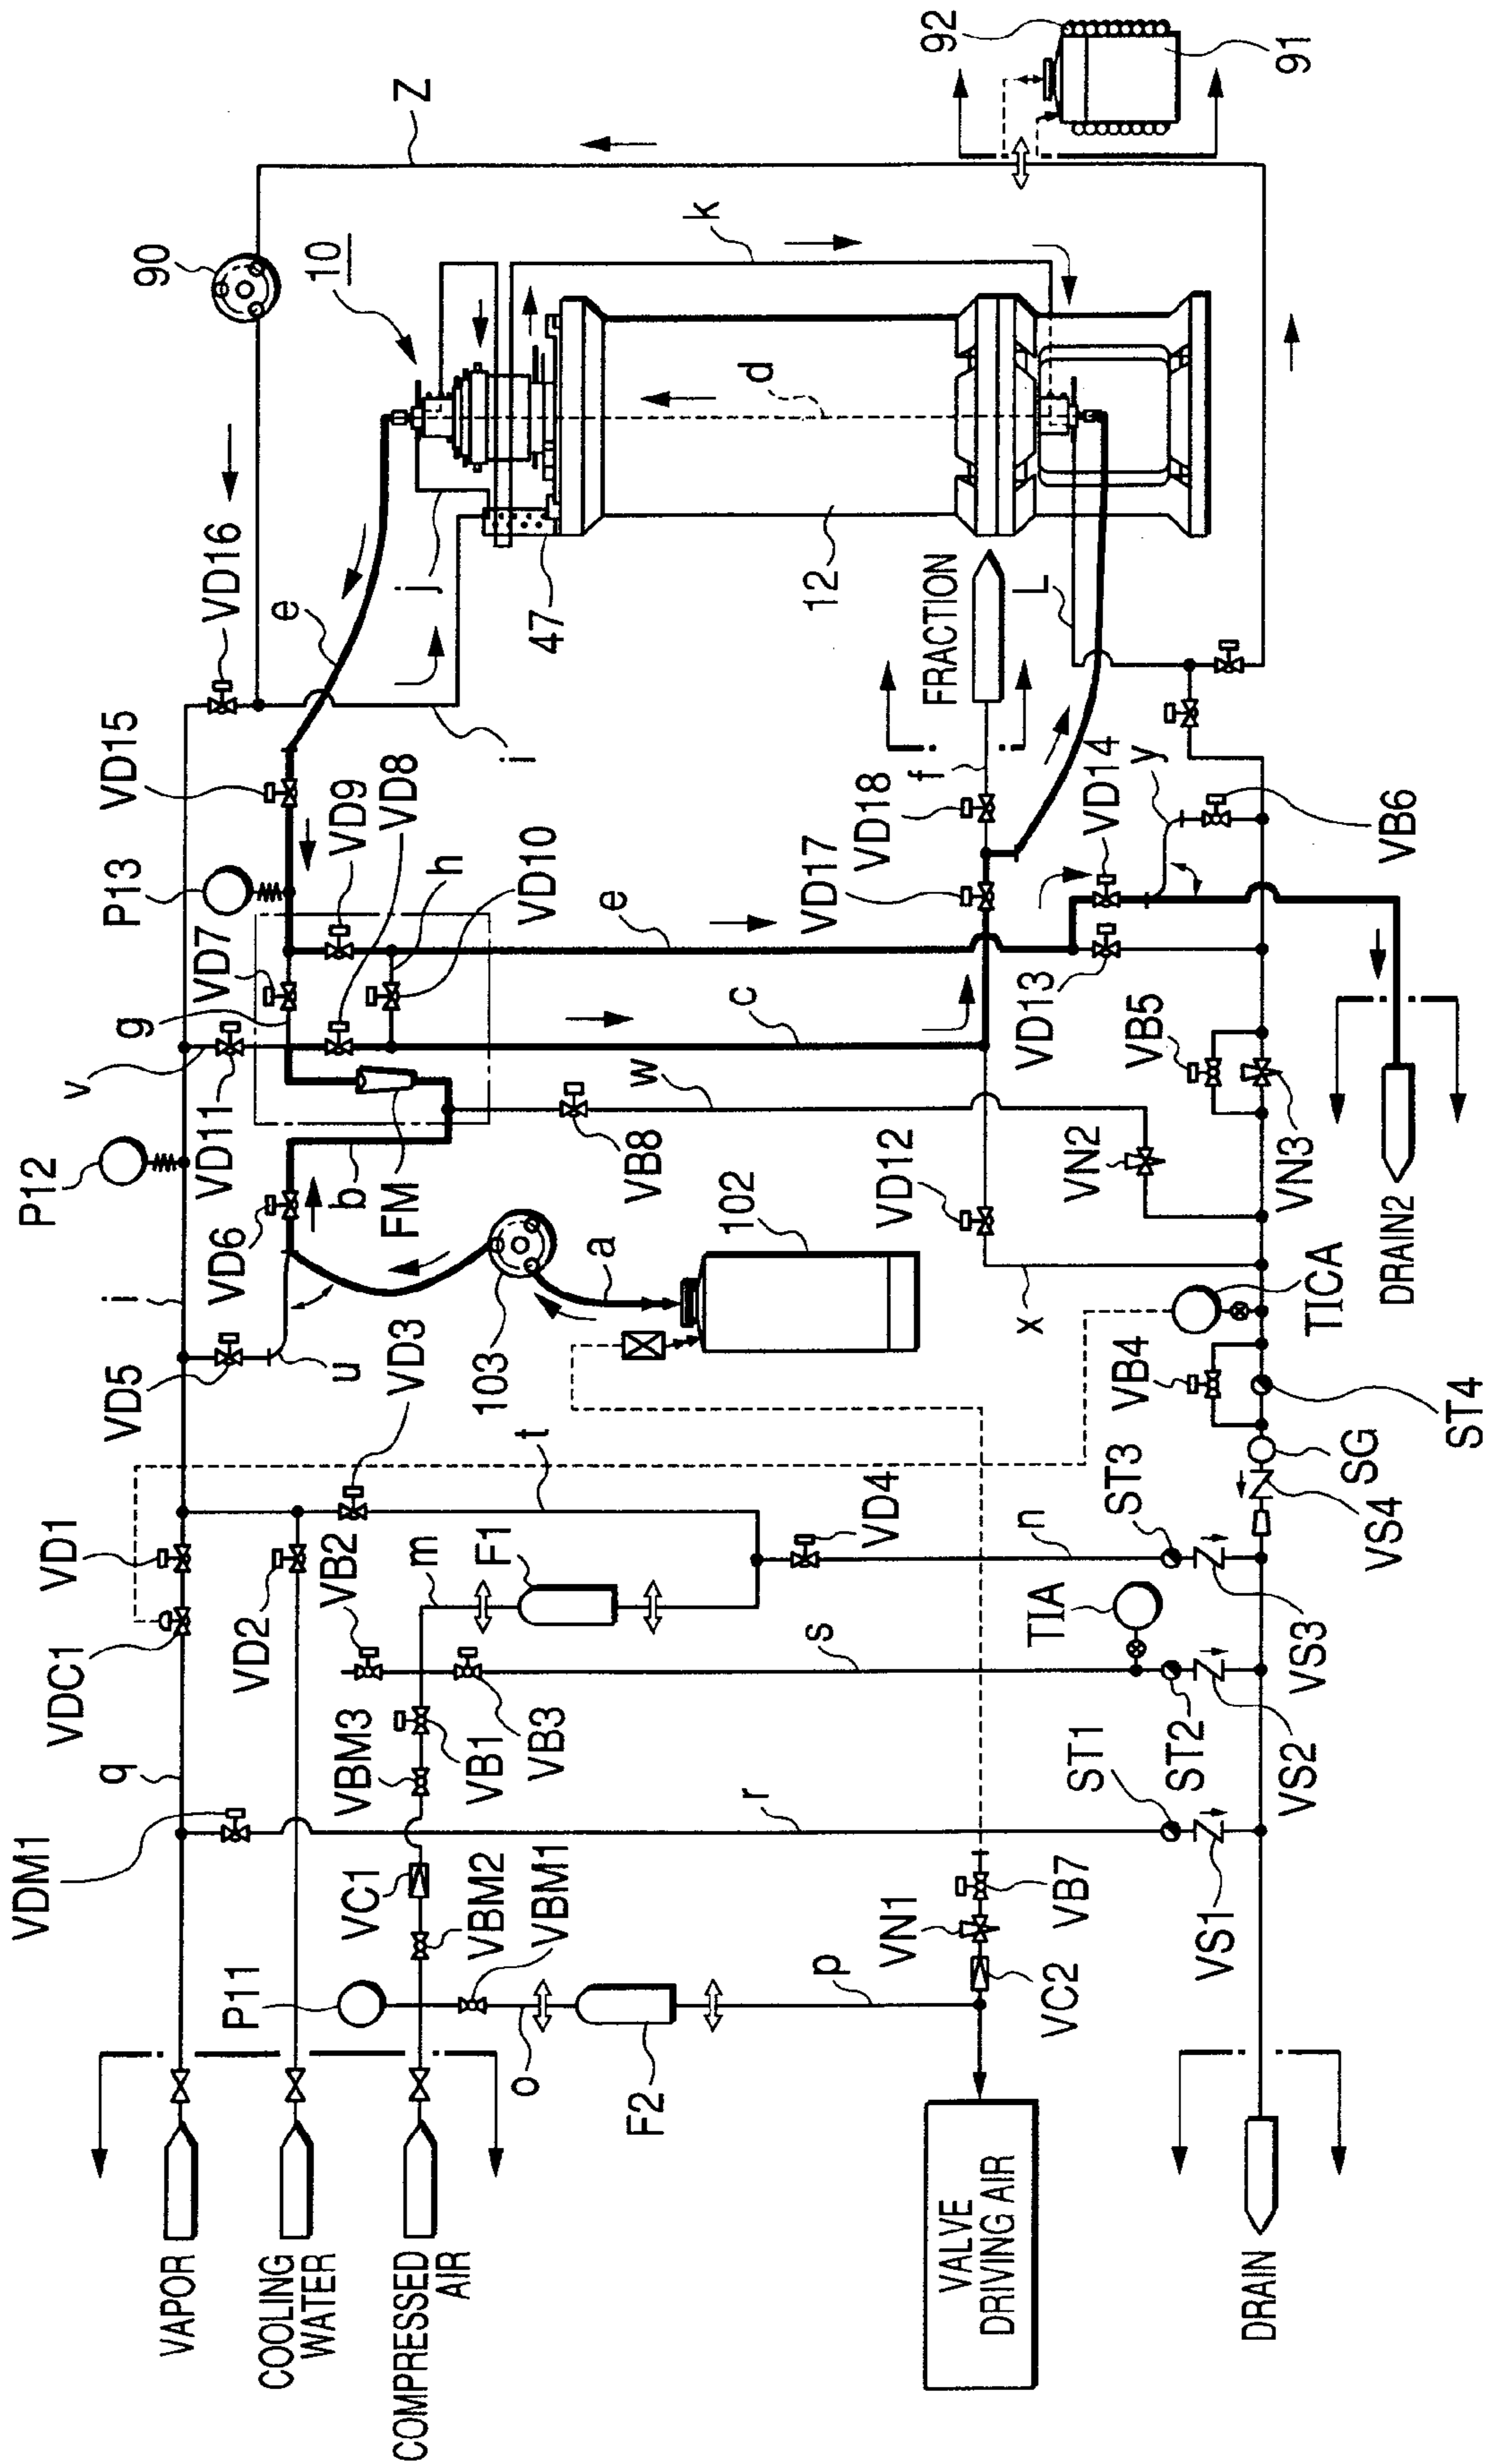 92
91
Z
90
10
k
d
VD16
e
j
47
12
FRACTION
L
VD15
i
VD9
VD8
P13
h
VD10
e
VD17
VD18
f
VD14
y
VB6
VD7
g
v
VD11
c
VD13
VB5
P12
w
b
FM
VB8
VN2
VN3
VD6
VD12
102
DRAIN2
i
a
x
TICA
VD5
u
VD3
103
VB4
ST4
SG
VS4
t
VD1
VD4
ST3
n
VB2
m
F1
VDC1
VD2
TIA
s
VS3
VBM3
VB1
VB3
ST2
VS2
q
ST1
VDM1
r
VC1
VBM2
VBM1
VN1
VB7
VS1
P11
p
VC2
o
F2
VAPOR
COOLING
WATER
COMPRESSED
AIR
VALVE
DRIVING AIR
DRAIN